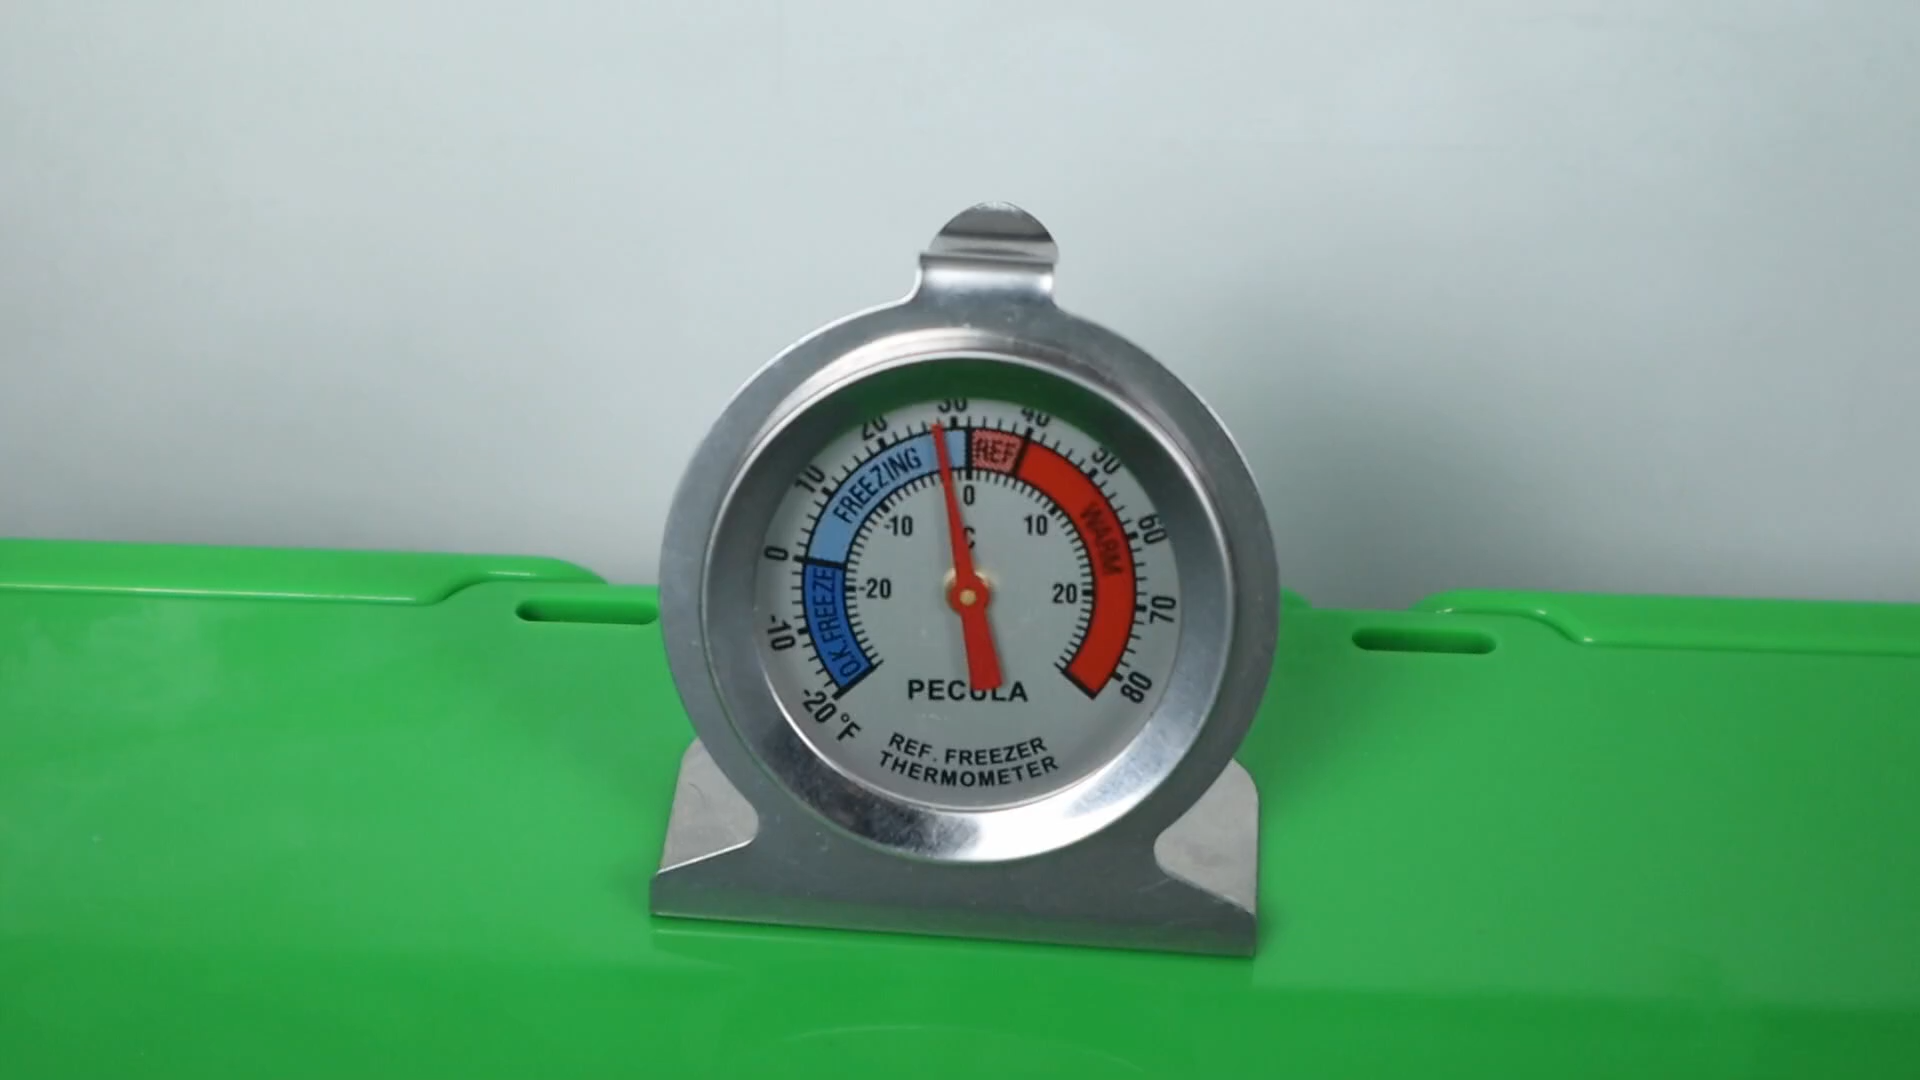 -20 -10 0 10 20 30 40 50 60 70 80
°F
O.K.FREEZE FREEZING REF WARM
-20 -10 0 10 20
C
PECULA
REF. FREEZER
THERMOMETER